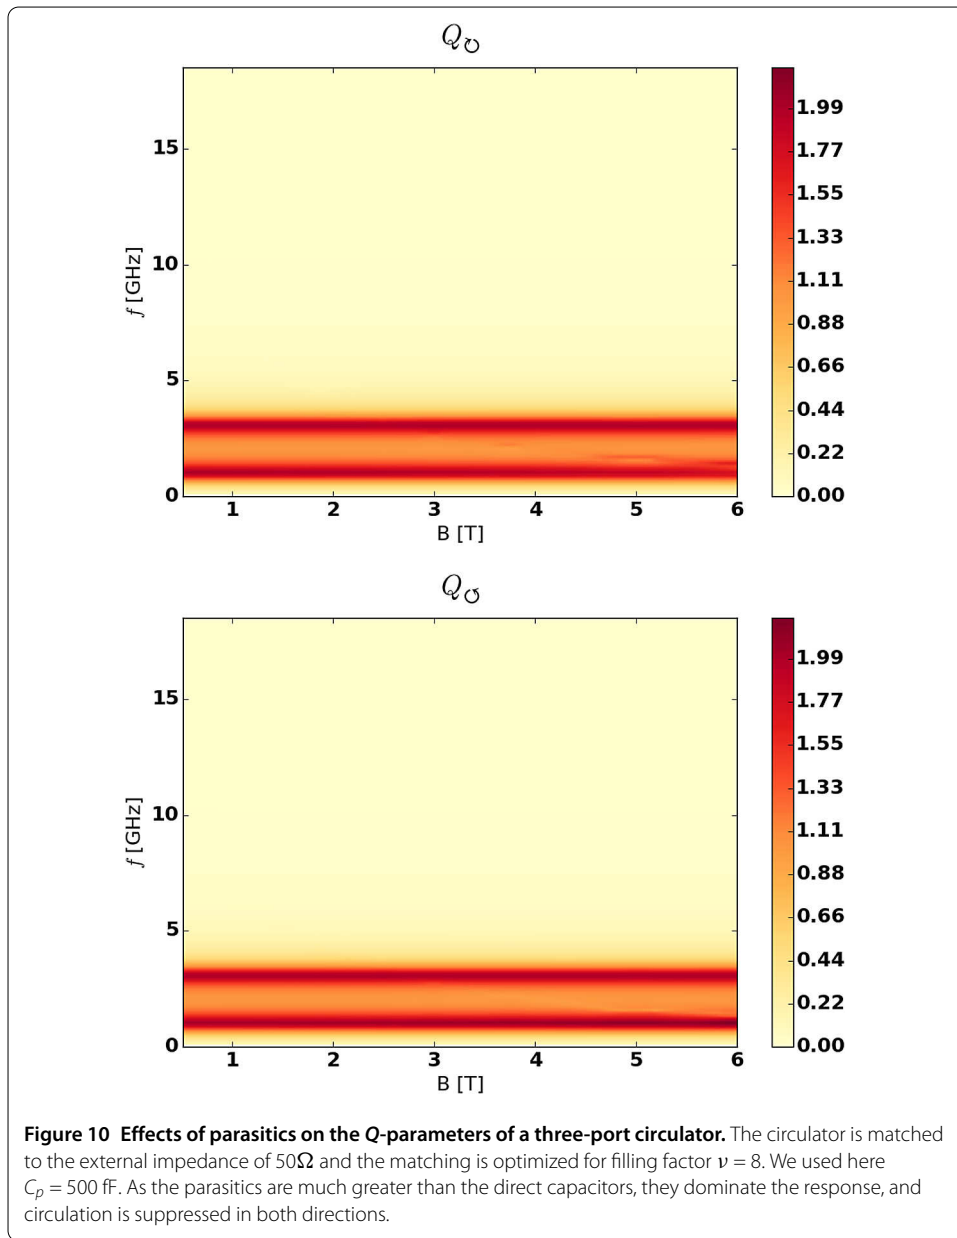 Q↻
15
10
5
0
f [GHz]
1 2 3 4 5 6
B [T]
1.99
1.77
1.55
1.33
1.11
0.88
0.66
0.44
0.22
0.00
Q↺
15
10
5
0
f [GHz]
1 2 3 4 5 6
B [T]
1.99
1.77
1.55
1.33
1.11
0.88
0.66
0.44
0.22
0.00
Figure 10 Effects of parasitics on the Q-parameters of a three-port circulator. The circulator is matched
to the external impedance of 50Ω and the matching is optimized for filling factor ν = 8. We used here
Cₚ = 500 fF. As the parasitics are much greater than the direct capacitors, they dominate the response, and
circulation is suppressed in both directions.